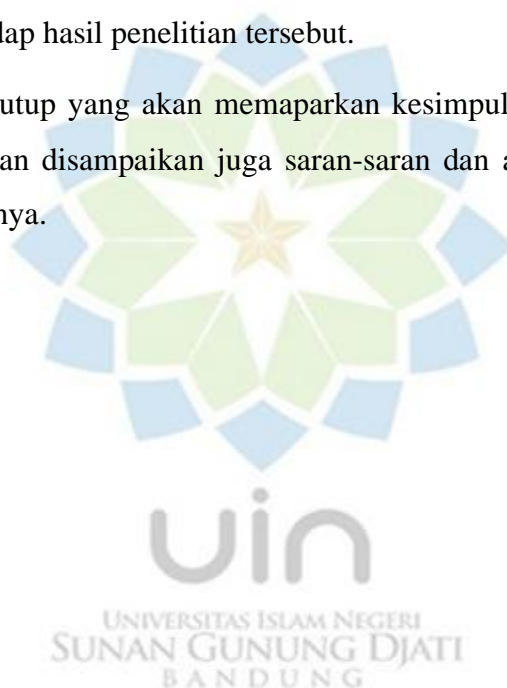 dap hasil penelitian tersebut.
utup yang akan memaparkan kesimpul
an disampaikan juga saran-saran dan a
nya.
uin
UNIVERSITAS ISLAM NEGERI
SUNAN GUNUNG DJATI
BANDUNG